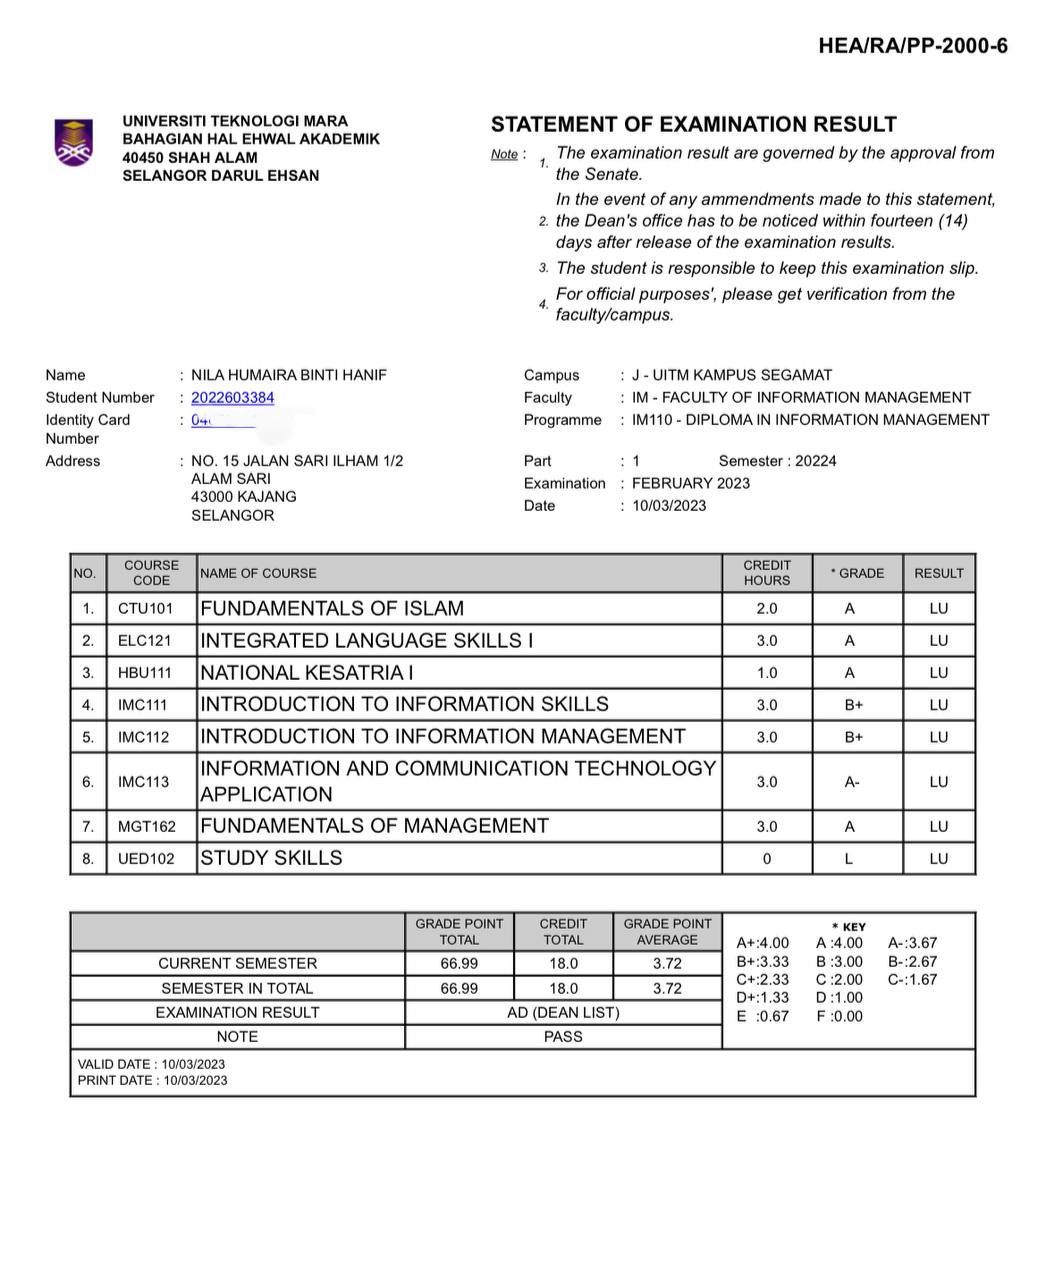 HEA/RA/PP-2000-6
UNIVERSITI TEKNOLOGI MARA
BAHAGIAN HAL EHWAL AKADEMIK
40450 SHAH ALAM
SELANGOR DARUL EHSAN
STATEMENT OF EXAMINATION RESULT
Note : 1. The examination result are governed by the approval from
the Senate.
In the event of any ammendments made to this statement,
2. the Dean's office has to be noticed within fourteen (14)
days after release of the examination results.
3. The student is responsible to keep this examination slip.
4. For official purposes', please get verification from the
faculty/campus.
Name : NILA HUMAIRA BINTI HANIF
Student Number : 2022603384
Identity Card : 04
Number
Address : NO. 15 JALAN SARI ILHAM 1/2
ALAM SARI
43000 KAJANG
SELANGOR
Campus : J - UITM KAMPUS SEGAMAT
Faculty : IM - FACULTY OF INFORMATION MANAGEMENT
Programme : IM110 - DIPLOMA IN INFORMATION MANAGEMENT
Part : 1 Semester : 20224
Examination : FEBRUARY 2023
Date : 10/03/2023
NO. COURSE CODE NAME OF COURSE CREDIT HOURS * GRADE RESULT
1. CTU101 FUNDAMENTALS OF ISLAM 2.0 A LU
2. ELC121 INTEGRATED LANGUAGE SKILLS I 3.0 A LU
3. HBU111 NATIONAL KESATRIA I 1.0 A LU
4. IMC111 INTRODUCTION TO INFORMATION SKILLS 3.0 B+ LU
5. IMC112 INTRODUCTION TO INFORMATION MANAGEMENT 3.0 B+ LU
6. IMC113 INFORMATION AND COMMUNICATION TECHNOLOGY APPLICATION 3.0 A- LU
7. MGT162 FUNDAMENTALS OF MANAGEMENT 3.0 A LU
8. UED102 STUDY SKILLS 0 L LU
GRADE POINT TOTAL CREDIT TOTAL GRADE POINT AVERAGE
CURRENT SEMESTER 66.99 18.0 3.72
SEMESTER IN TOTAL 66.99 18.0 3.72
EXAMINATION RESULT AD (DEAN LIST)
NOTE PASS
* KEY
A+:4.00 A :4.00 A-:3.67
B+:3.33 B :3.00 B-:2.67
C+:2.33 C :2.00 C-:1.67
D+:1.33 D :1.00
E :0.67 F :0.00
VALID DATE : 10/03/2023
PRINT DATE : 10/03/2023